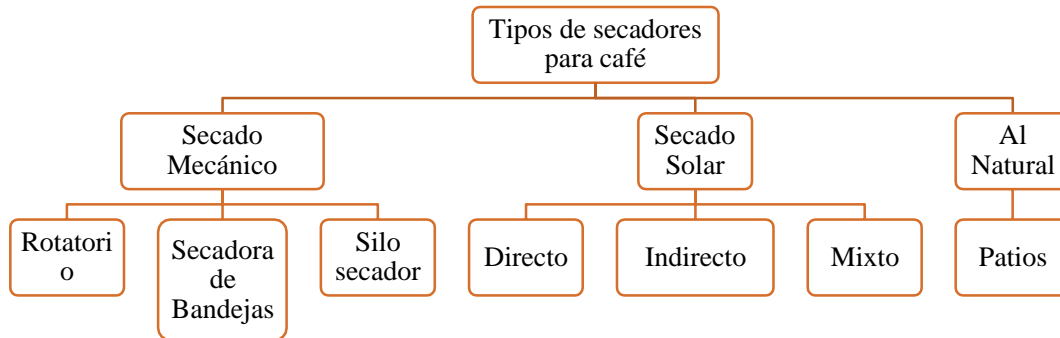 Tipos de secadores
para café
Secado
Mecánico
Secado
Solar
Al
Natural
Rotatori
o
Secadora
de
Bandejas
Silo
secador
Directo
Indirecto
Mixto
Patios